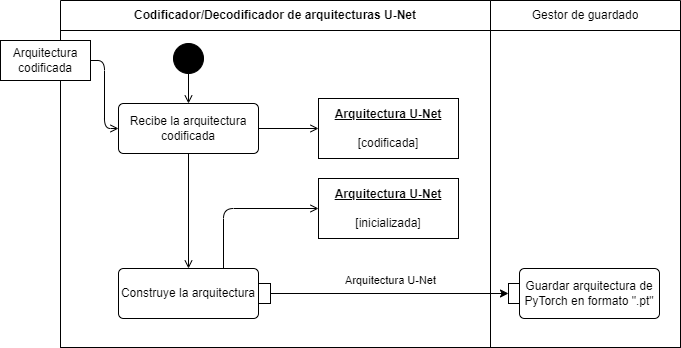 Codificador/Decodificador de arquitecturas U-Net
Gestor de guardado
Arquitectura
codificada
Recibe la arquitectura
codificada
Arquitectura U-Net
[codificada]
Arquitectura U-Net
[inicializada]
Construye la arquitectura
Arquitectura U-Net
Guardar arquitectura de
PyTorch en formato ".pt"